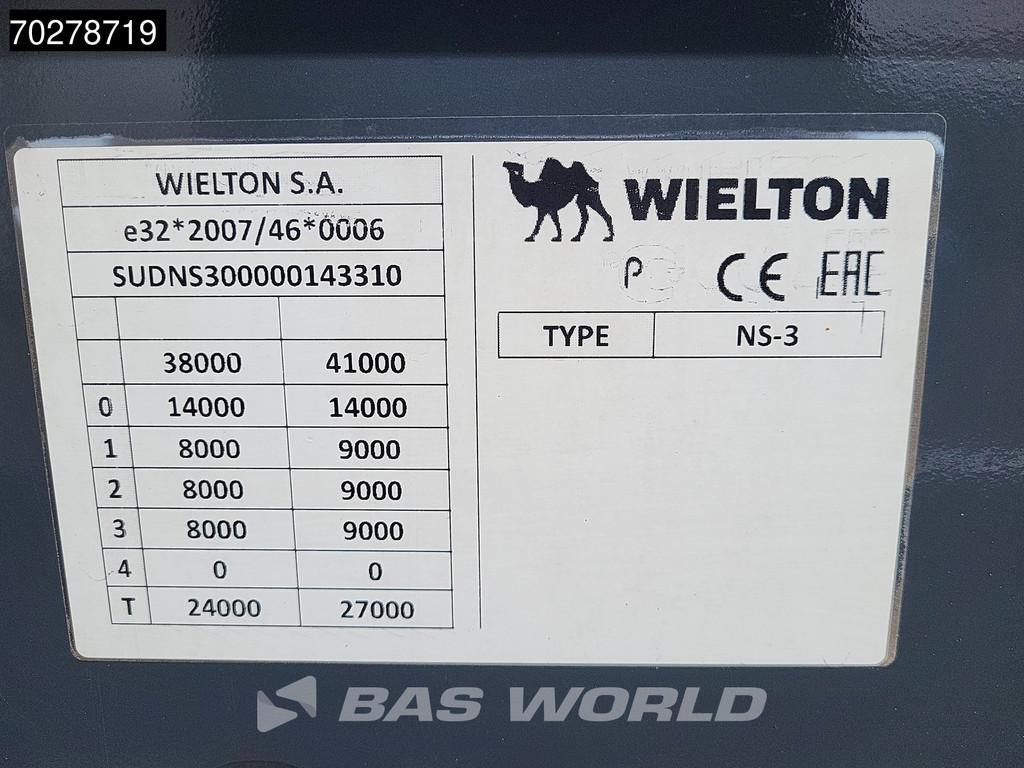 70278719
WIELTON S.A.
e32*2007/46*0006
SUDNS300000143310
38000 41000
0 14000 14000
1 8000 9000
2 8000 9000
3 8000 9000
4 0 0
T 24000 27000
WIELTON
CE EAC
TYPE NS-3
BAS WORLD